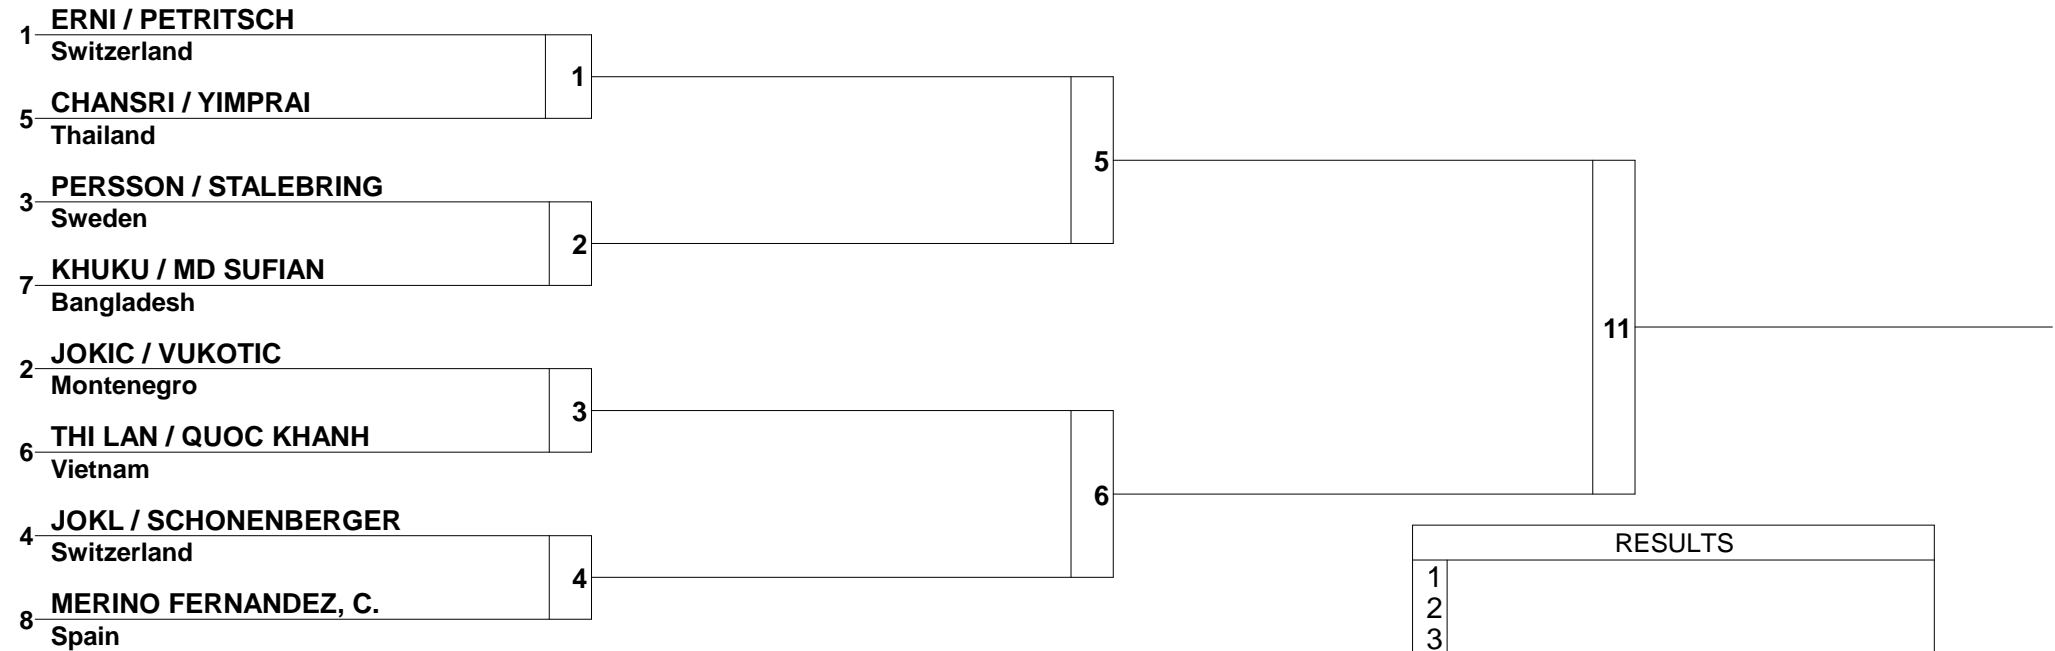 ERNI / PETRITSCH
1
Switzerland
1
CHANSRI / YIMPRAI
5
Thailand
5
PERSSON / STALEBRING
3
Sweden
2
KHUKU / MD SUFIAN
7
Bangladesh
11
JOKIC / VUKOTIC
2
Montenegro
3
THI LAN / QUOC KHANH
6
Vietnam
6
JOKL / SCHONENBERGER
4
Switzerland
4
MERINO FERNANDEZ, C.
8
Spain
RESULTS
1
2
3